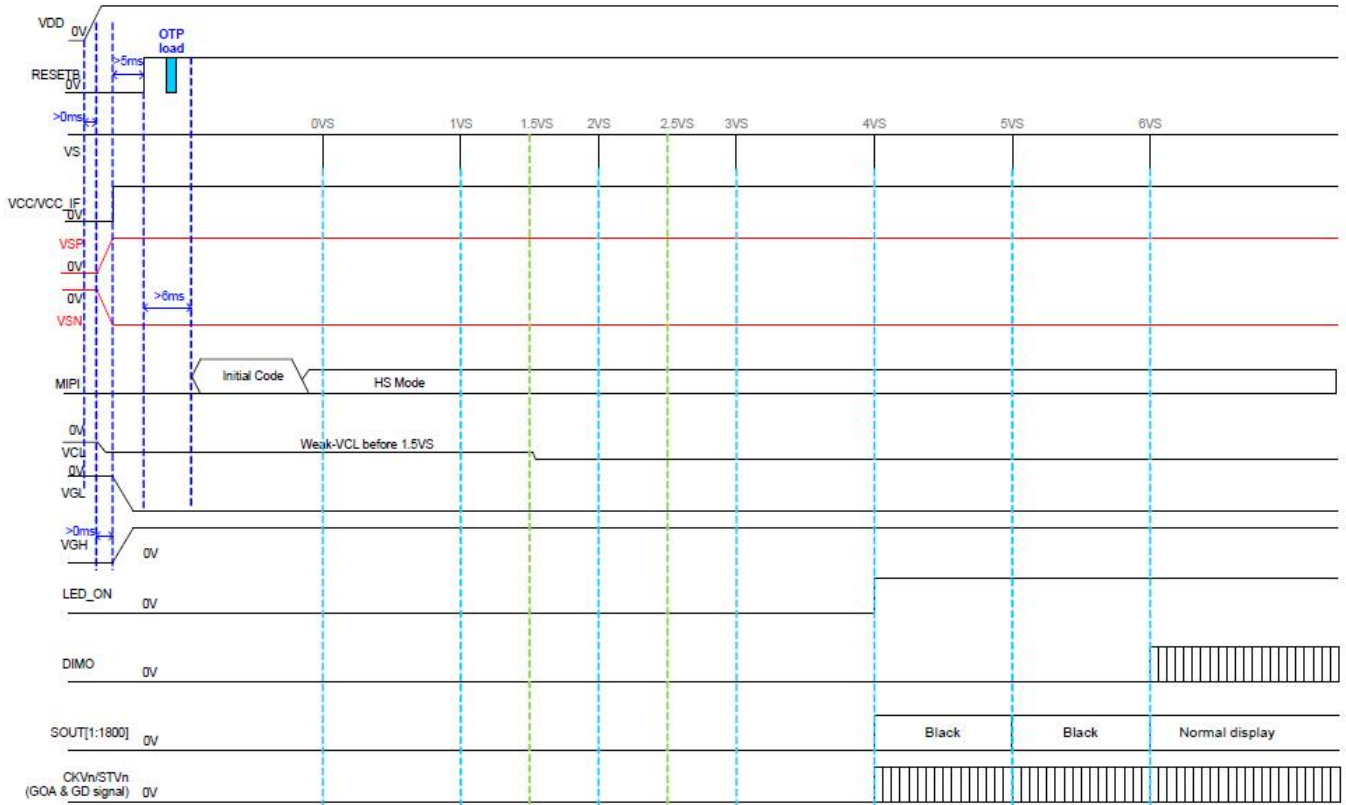 VDD
0V
OTP
load
>5ms
RESETB
0V
>0ms
0VS 1VS 1.5VS 2VS 2.5VS 3VS 4VS 5VS 6VS
VS
VCC/VCC_IF
0V
VSP
0V
0V
>6ms
VSN
Initial Code
MIPI
HS Mode
0V
Weak-VCL before 1.5VS
VCL
0V
VGL
>0ms
VGH
0V
LED_ON
0V
DIMO
0V
SOUT[1:1800] 0V Black Black Normal display
CKVn/STVn
(GOA & GD signal) 0V